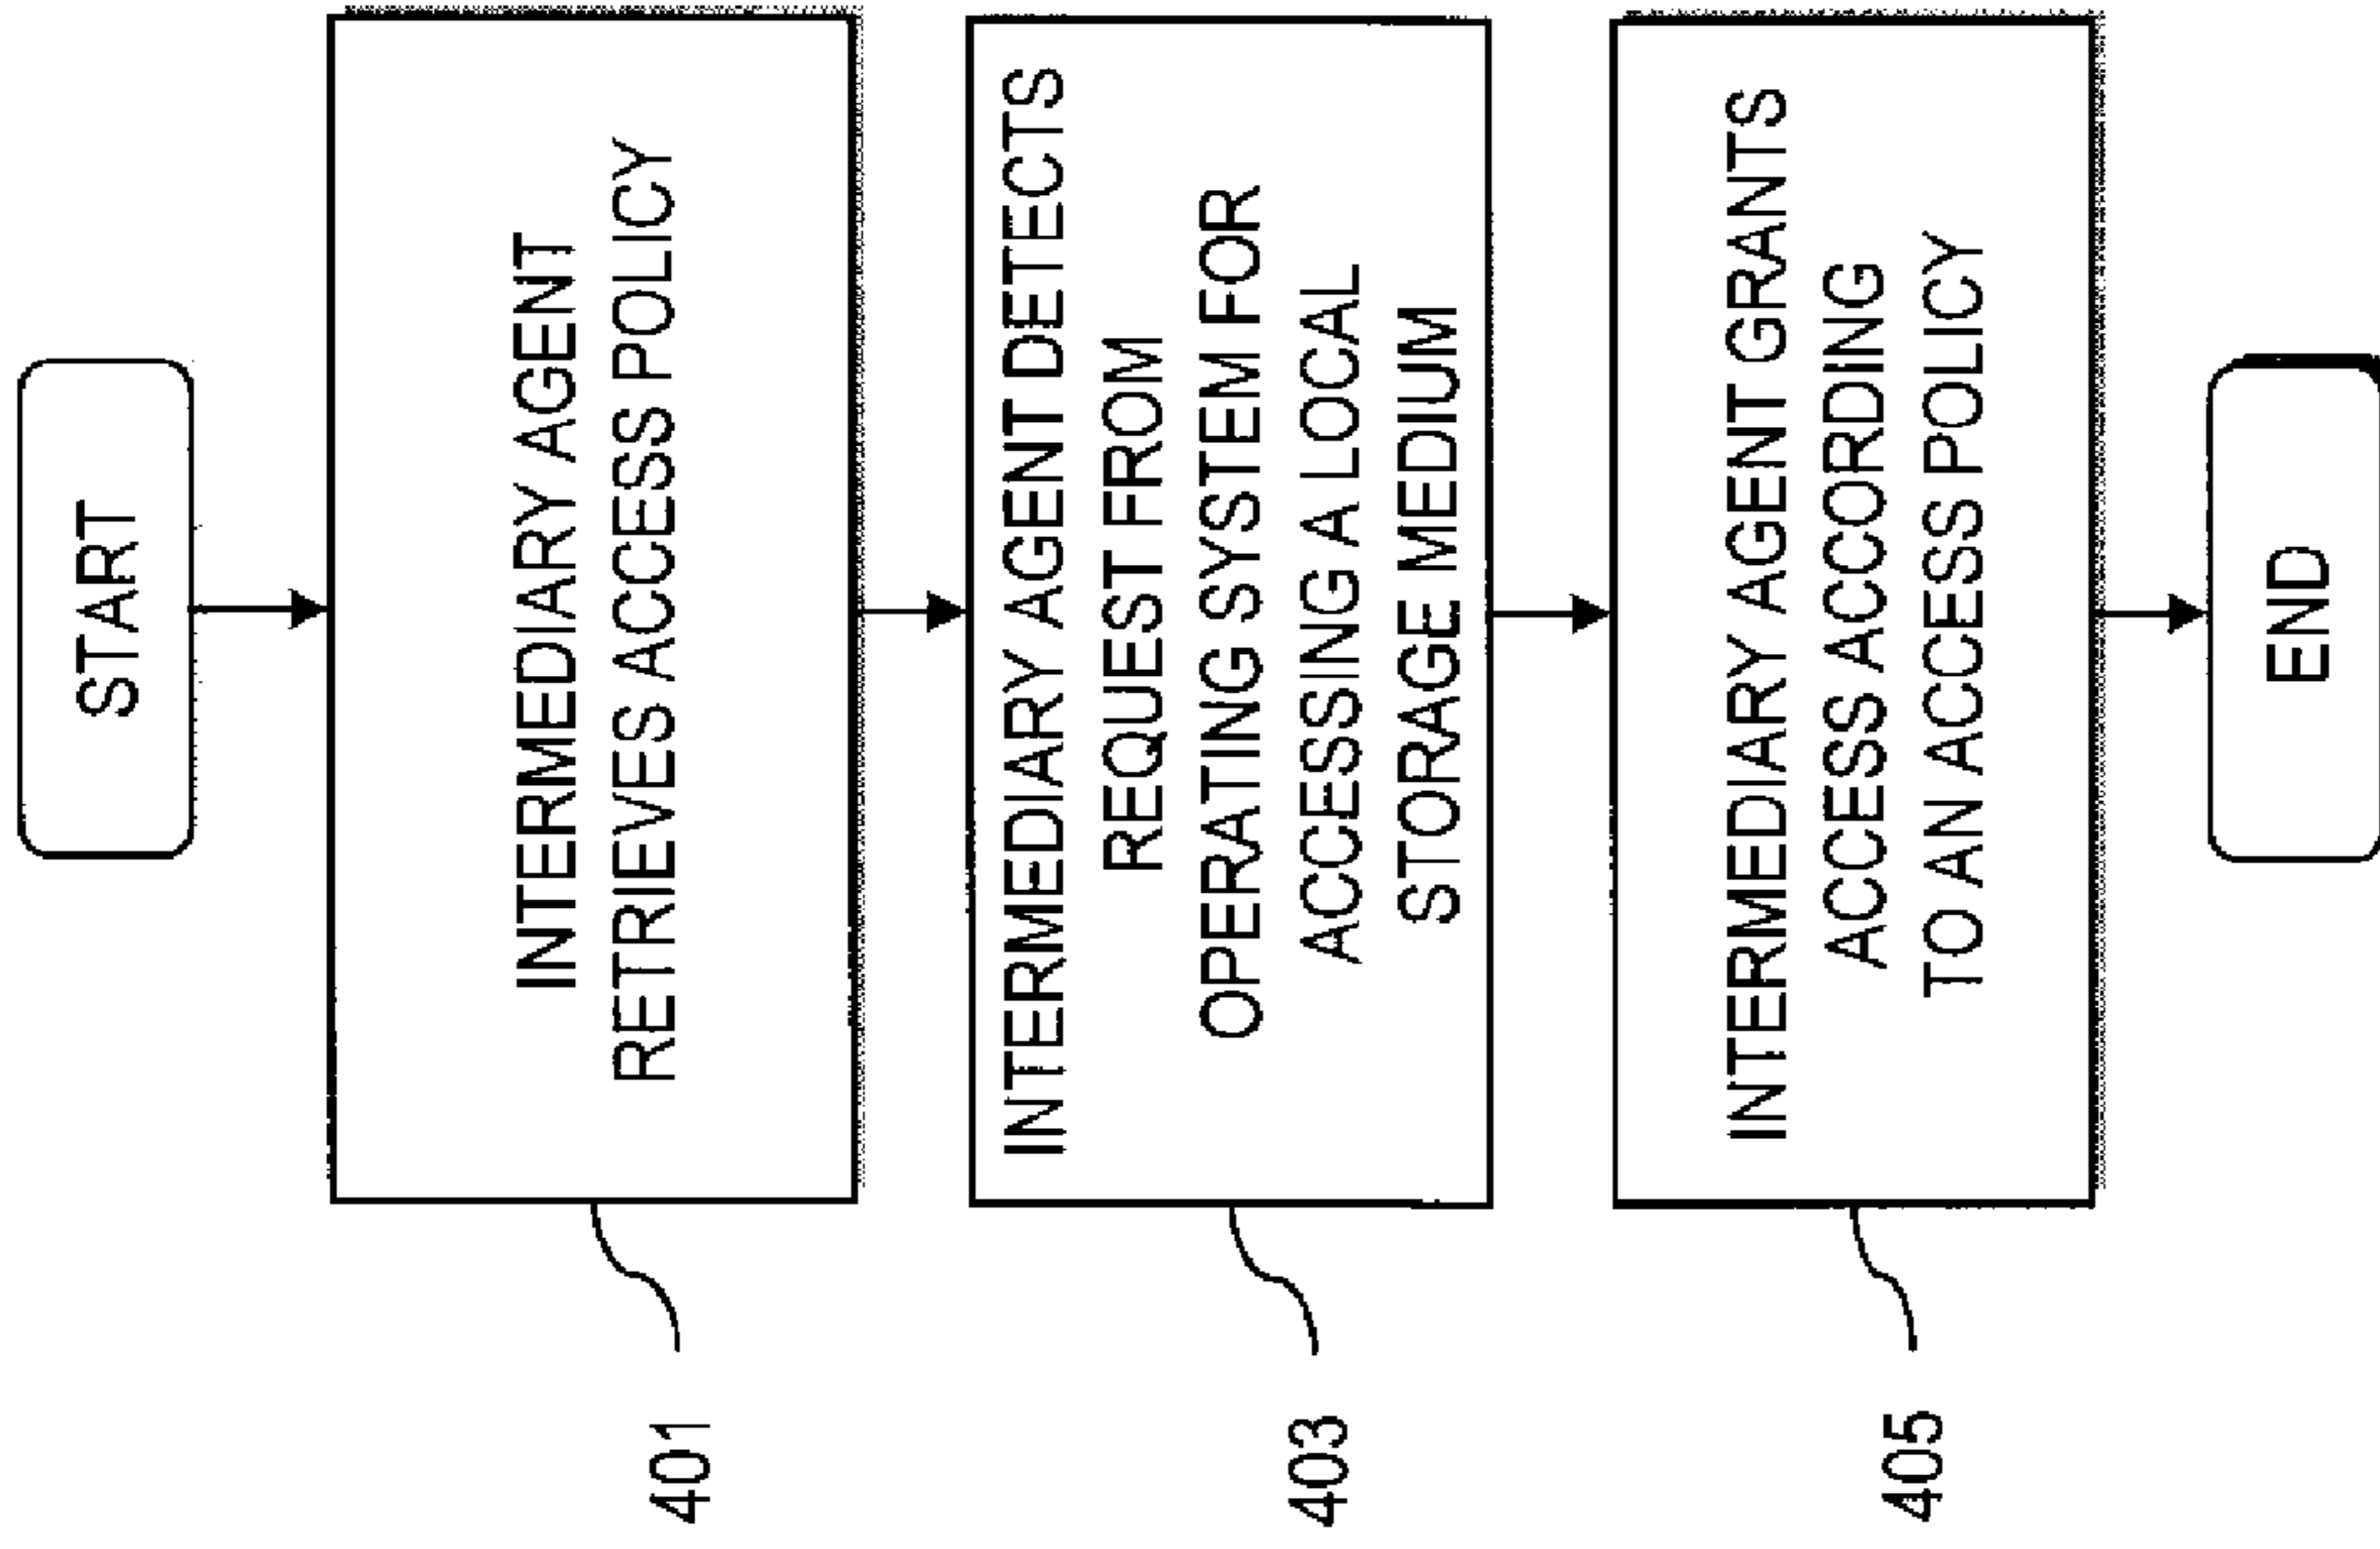 START
INTERMEDIARY AGENT
RETRIEVES ACCESS POLICY
401
INTERMEDIARY AGENT DETECTS
REQUEST FROM
OPERATING SYSTEM FOR
ACCESSING A LOCAL
STORAGE MEDIUM
403
INTERMEDIARY AGENT GRANTS
ACCESS ACCORDING
TO AN ACCESS POLICY
405
END